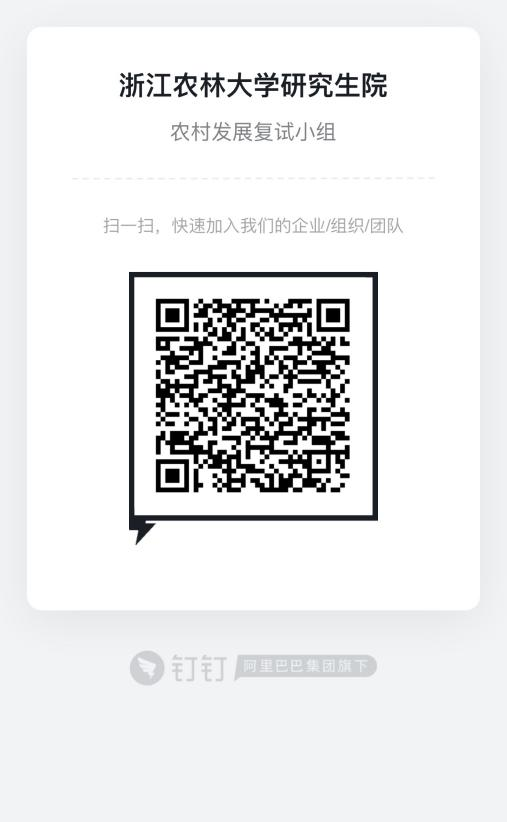 浙江农林大学研究生院
农村发展复试小组
扫一扫，快速加入我们的企业/组织/团队
钉钉 阿里巴巴集团旗下